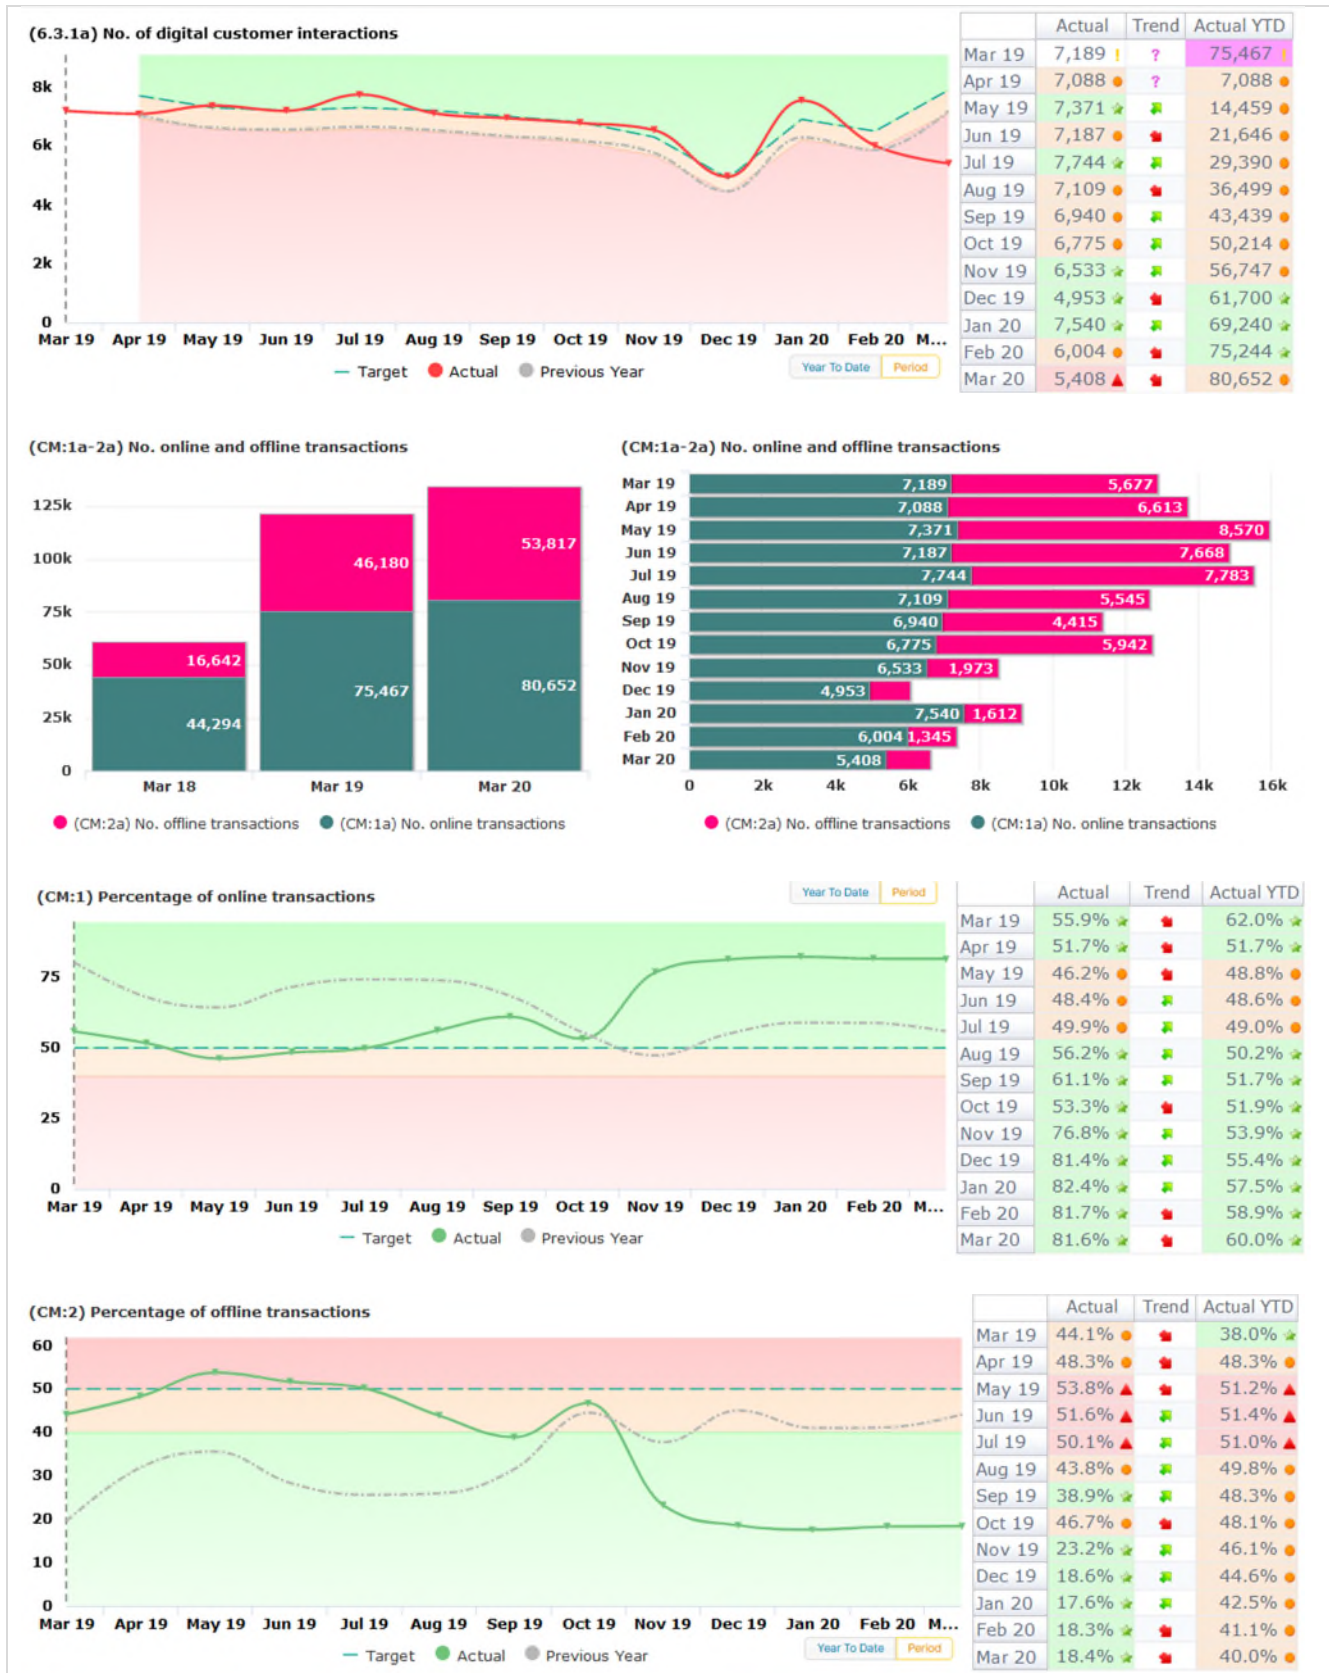 (6.3.1a) No. of digital customer interactions
8k
6k
4k
2k
0
Mar 19 Apr 19 May 19 Jun 19 Jul 19 Aug 19 Sep 19 Oct 19 Nov 19 Dec 19 Jan 20 Feb 20 M...
Target Actual Previous Year
Year To Date Period
Actual Trend Actual YTD
Mar 19 7,189 ! ? 75,467 !
Apr 19 7,088 ? 7,088
May 19 7,371 14,459
Jun 19 7,187 21,646
Jul 19 7,744 29,390
Aug 19 7,109 36,499
Sep 19 6,940 43,439
Oct 19 6,775 50,214
Nov 19 6,533 56,747
Dec 19 4,953 61,700
Jan 20 7,540 69,240
Feb 20 6,004 75,244
Mar 20 5,408 80,652
(CM:1a-2a) No. online and offline transactions
125k
100k
75k
50k
25k
0
16,642
44,294
46,180
75,467
53,817
80,652
Mar 18 Mar 19 Mar 20
(CM:2a) No. offline transactions (CM:1a) No. online transactions
(CM:1a-2a) No. online and offline transactions
Mar 19 7,189 5,677
Apr 19 7,088 6,613
May 19 7,371 8,570
Jun 19 7,187 7,668
Jul 19 7,744 7,783
Aug 19 7,109 5,545
Sep 19 6,940 4,415
Oct 19 6,775 5,942
Nov 19 6,533 1,973
Dec 19 4,953
Jan 20 7,540 1,612
Feb 20 6,004 1,345
Mar 20 5,408
0 2k 4k 6k 8k 10k 12k 14k 16k
(CM:2a) No. offline transactions (CM:1a) No. online transactions
(CM:1) Percentage of online transactions
Year To Date Period
75
50
25
0
Mar 19 Apr 19 May 19 Jun 19 Jul 19 Aug 19 Sep 19 Oct 19 Nov 19 Dec 19 Jan 20 Feb 20 M...
Target Actual Previous Year
Actual Trend Actual YTD
Mar 19 55.9% 62.0%
Apr 19 51.7% 51.7%
May 19 46.2% 48.8%
Jun 19 48.4% 48.6%
Jul 19 49.9% 49.0%
Aug 19 56.2% 50.2%
Sep 19 61.1% 51.7%
Oct 19 53.3% 51.9%
Nov 19 76.8% 53.9%
Dec 19 81.4% 55.4%
Jan 20 82.4% 57.5%
Feb 20 81.7% 58.9%
Mar 20 81.6% 60.0%
(CM:2) Percentage of offline transactions
60
50
40
30
20
10
0
Mar 19 Apr 19 May 19 Jun 19 Jul 19 Aug 19 Sep 19 Oct 19 Nov 19 Dec 19 Jan 20 Feb 20 M...
Target Actual Previous Year
Year To Date Period
Actual Trend Actual YTD
Mar 19 44.1% 38.0%
Apr 19 48.3% 48.3%
May 19 53.8% 51.2%
Jun 19 51.6% 51.4%
Jul 19 50.1% 51.0%
Aug 19 43.8% 49.8%
Sep 19 38.9% 48.3%
Oct 19 46.7% 48.1%
Nov 19 23.2% 46.1%
Dec 19 18.6% 44.6%
Jan 20 17.6% 42.5%
Feb 20 18.3% 41.1%
Mar 20 18.4% 40.0%